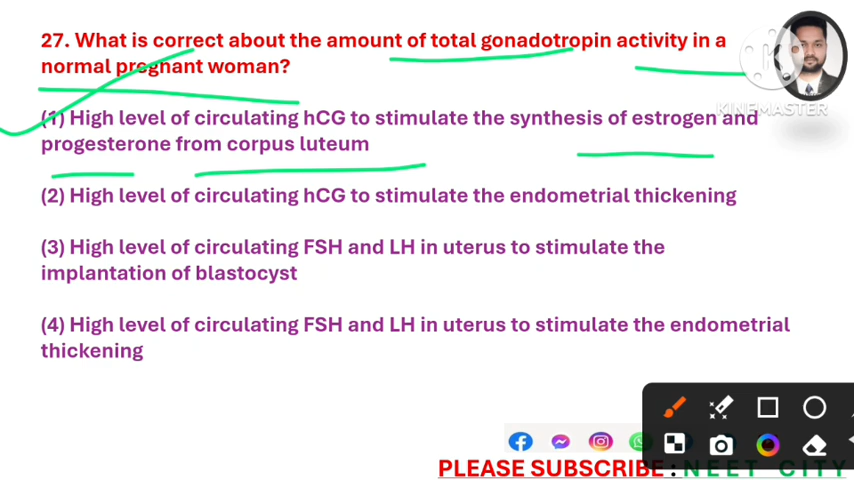 27. What is correct about the amount of total gonadotropin activity in a
normal pregnant woman?
KINEMASTER
(1) High level of circulating hCG to stimulate the synthesis of estrogen and
progesterone from corpus luteum
(2) High level of circulating hCG to stimulate the endometrial thickening
(3) High level of circulating FSH and LH in uterus to stimulate the
implantation of blastocyst
(4) High level of circulating FSH and LH in uterus to stimulate the endometrial
thickening
PLEASE SUBSCRIBE : NEET CITY